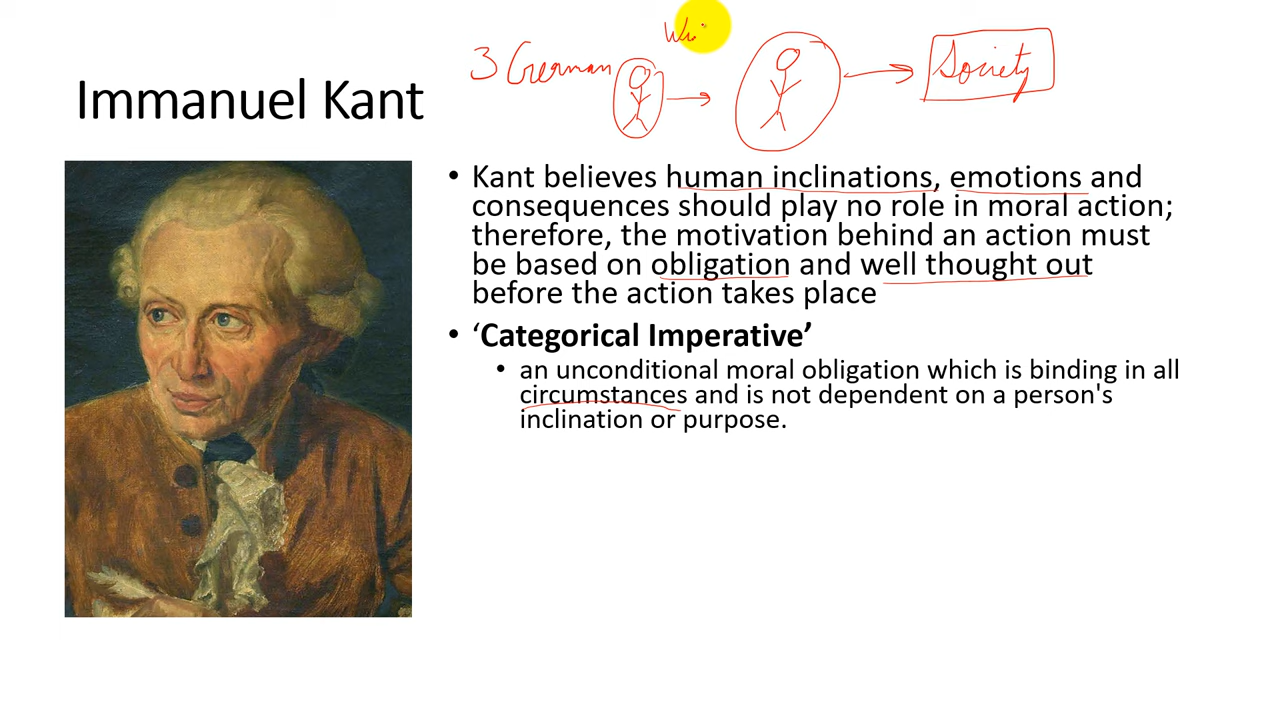 3 German
Society
Immanuel Kant
• Kant believes human inclinations, emotions and
consequences should play no role in moral action;
therefore, the motivation behind an action must
be based on obligation and well thought out
before the action takes place
• ‘Categorical Imperative’
• an unconditional moral obligation which is binding in all
circumstances and is not dependent on a person's
inclination or purpose.